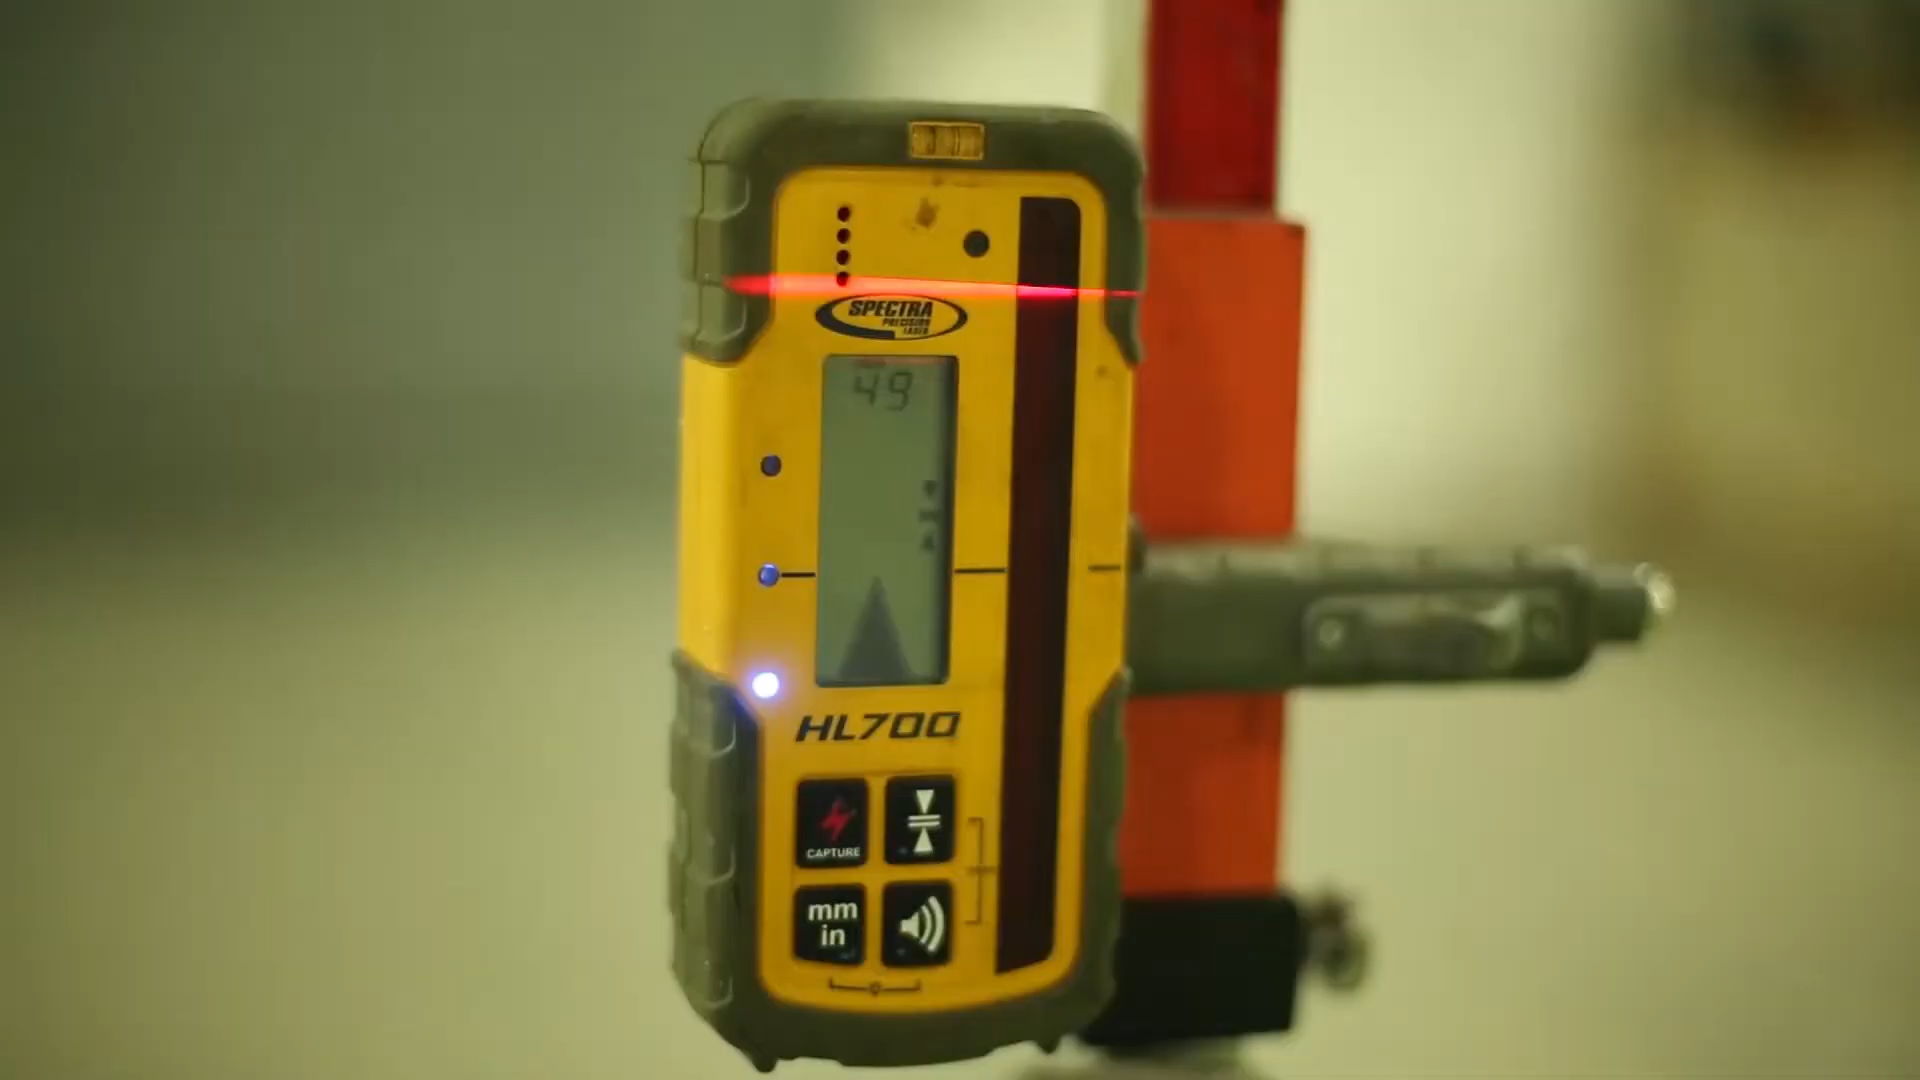 SPECTRA
PRECISION
LASER
49
HL700
CAPTURE
mm
in